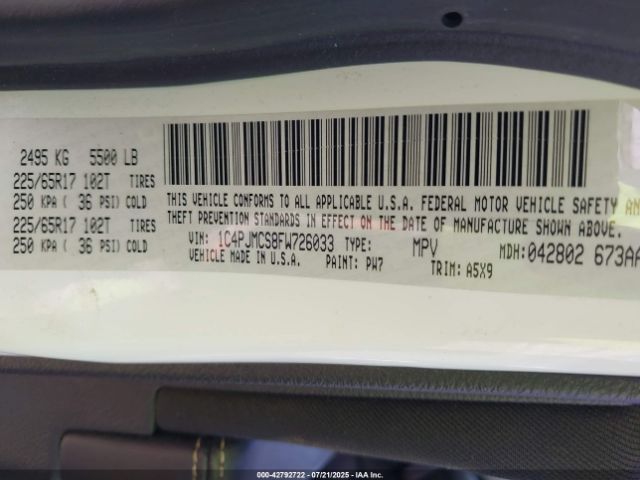 2495 KG 5500 LB
225/65R17 102T TIRES
250 KPA ( 36 PSI) COLD
225/65R17 102T TIRES
250 KPA ( 36 PSI) COLD
THIS VEHICLE CONFORMS TO ALL APPLICABLE U.S.A. FEDERAL MOTOR VEHICLE SAFETY AN
THEFT PREVENTION STANDARDS IN EFFECT ON THE DATE OF MANUFACTURE SHOWN ABOVE.
VIN: 1C4PJMCS8FW726033 TYPE: MPV MDH: 042802 673AA
VEHICLE MADE IN U.S.A. PAINT: PW7 TRIM: A5X9
000-42792722 | 07/21/2025 | IAA Inc.